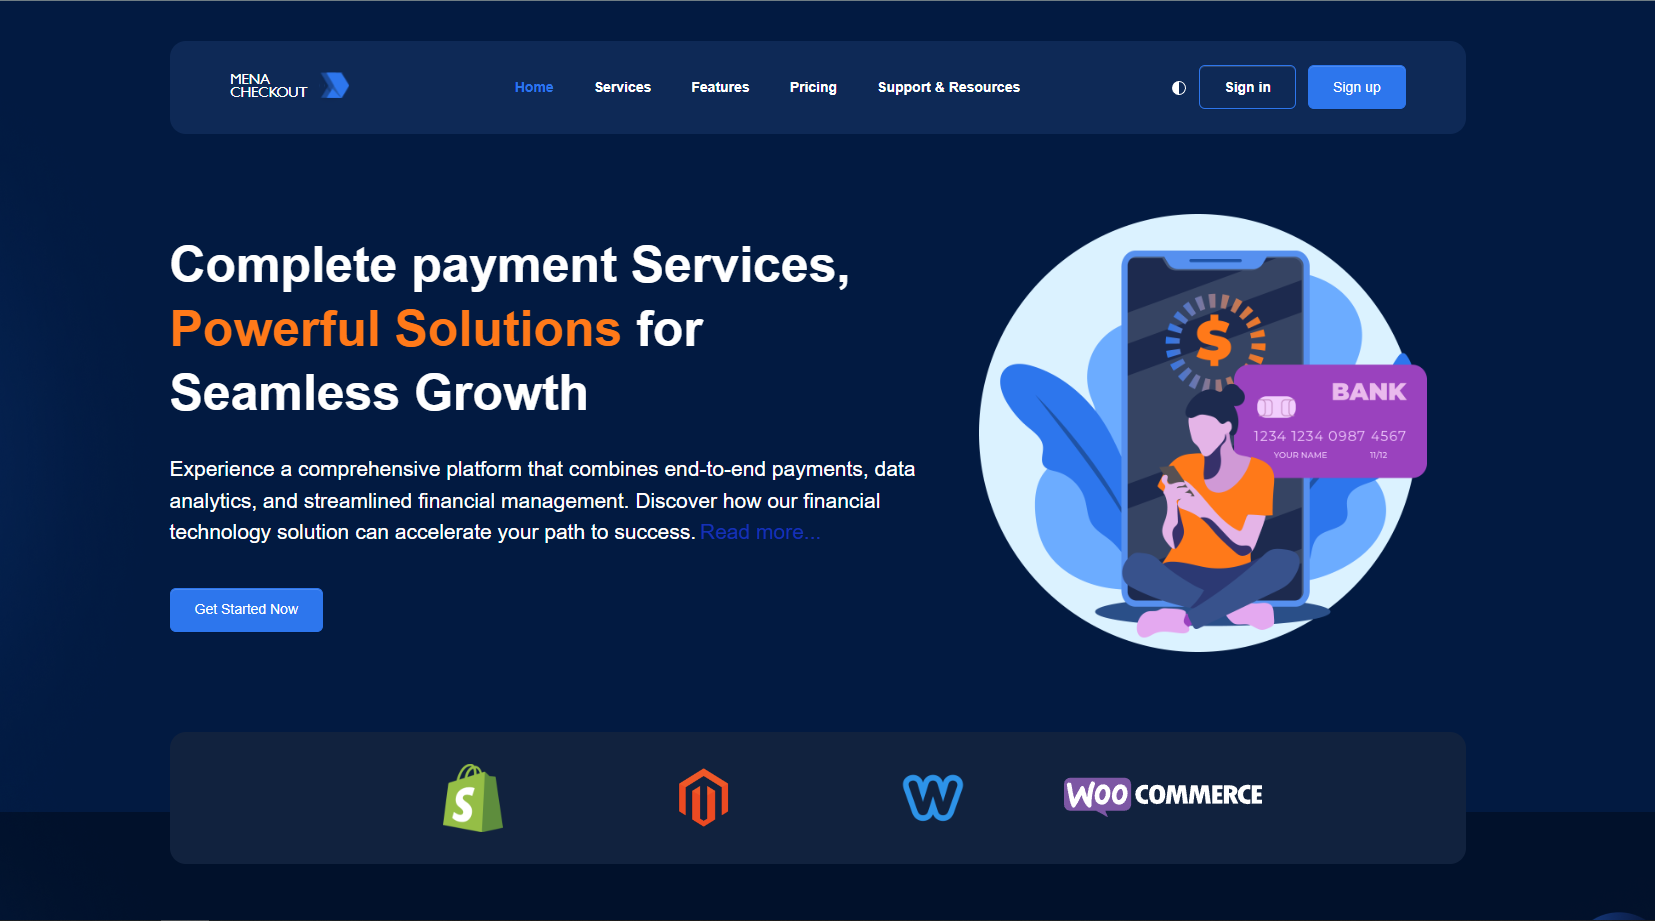 MENA
CHECKOUT
Home
Services
Features
Pricing
Support & Resources
Sign in
Sign up
Complete payment Services,
Powerful Solutions for
Seamless Growth
Experience a comprehensive platform that combines end-to-end payments, data
analytics, and streamlined financial management. Discover how our financial
technology solution can accelerate your path to success. Read more...
Get Started Now
$
BANK
1234 1234 0987 4567
YOUR NAME
11/12
S
W
WOO COMMERCE